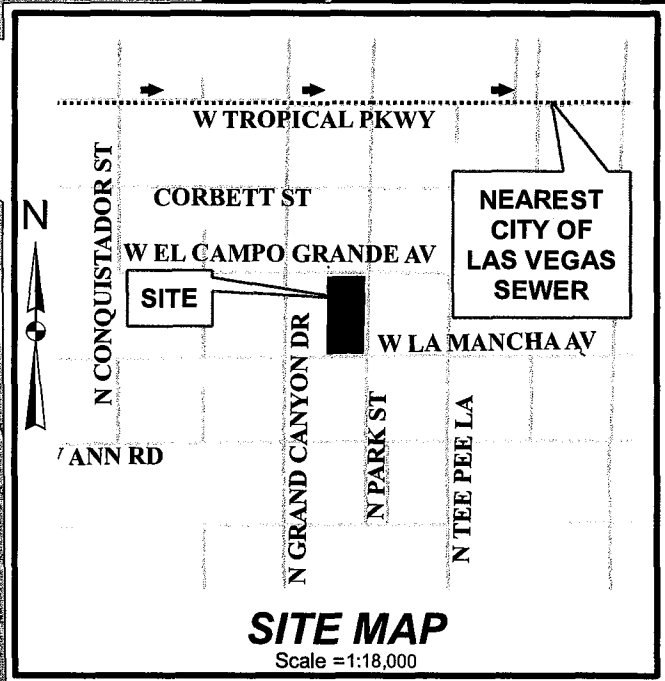 W TROPICAL PKWY
N CONQUISTADOR ST
CORBETT ST
NEAREST
CITY OF
LAS VEGAS
SEWER
N
W EL CAMPO GRANDE AV
SITE
N GRAND CANYON DR
W LA MANCHA AV
N PARK ST
N TEE PEE LA
ANN RD
SITE MAP
Scale =1:18,000